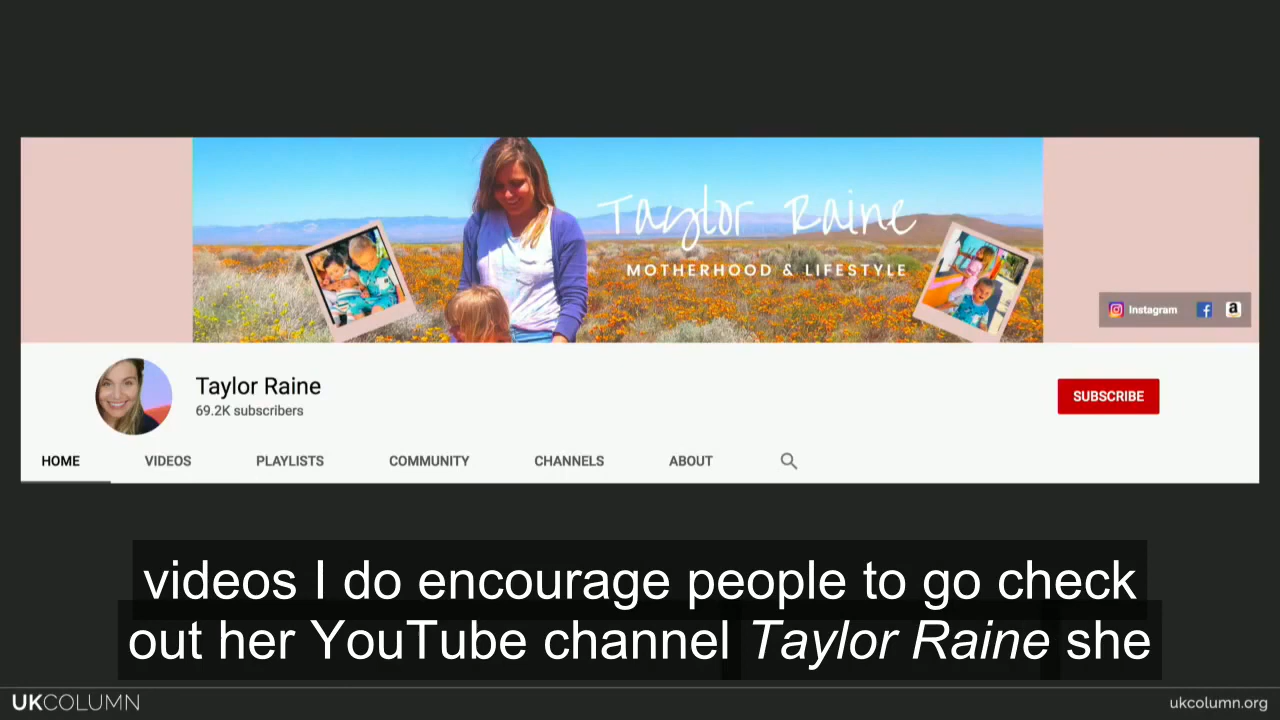 Taylor Raine
MOTHERHOOD & LIFESTYLE
Instagram
Taylor Raine
69.2K subscribers
SUBSCRIBE
HOME VIDEOS PLAYLISTS COMMUNITY CHANNELS ABOUT
videos I do encourage people to go check
out her YouTube channel Taylor Raine she
UKCOLUMN
ukcolumn.org